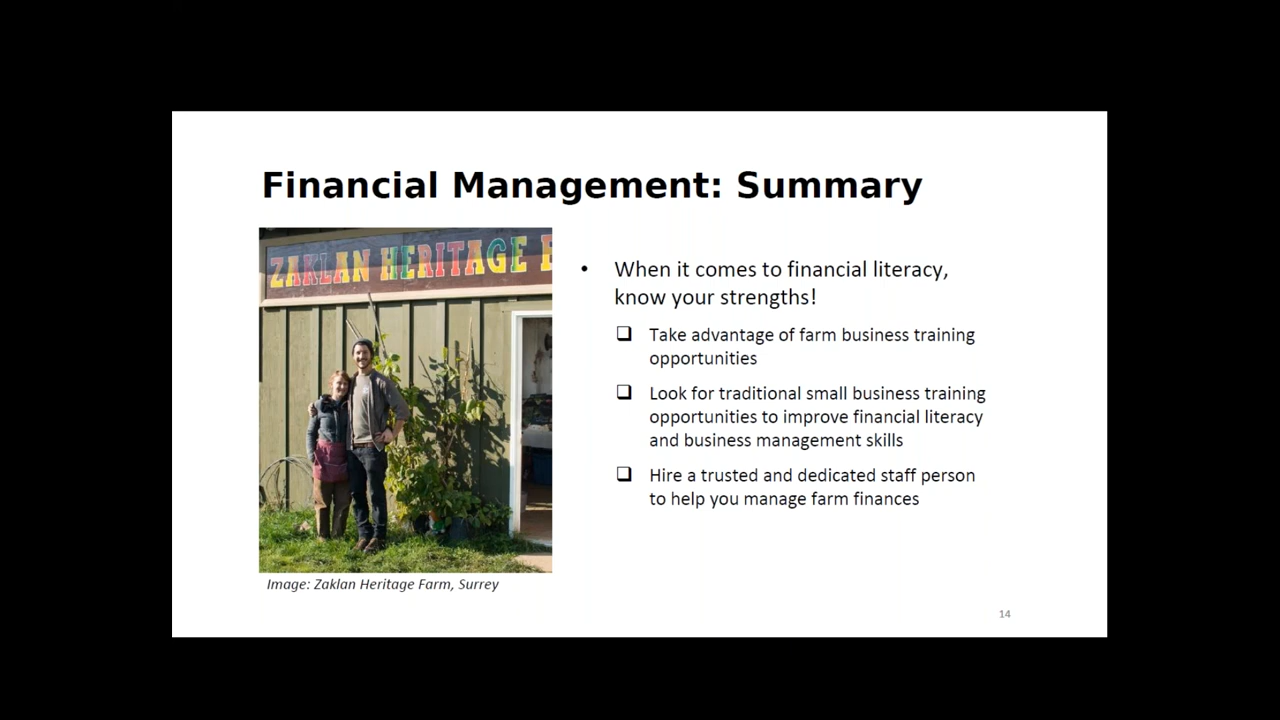 Financial Management: Summary
ZAKLAN HERITAGE
• When it comes to financial literacy,
know your strengths!
❑ Take advantage of farm business training
opportunities
❑ Look for traditional small business training
opportunities to improve financial literacy
and business management skills
❑ Hire a trusted and dedicated staff person
to help you manage farm finances
Image: Zaklan Heritage Farm, Surrey
14